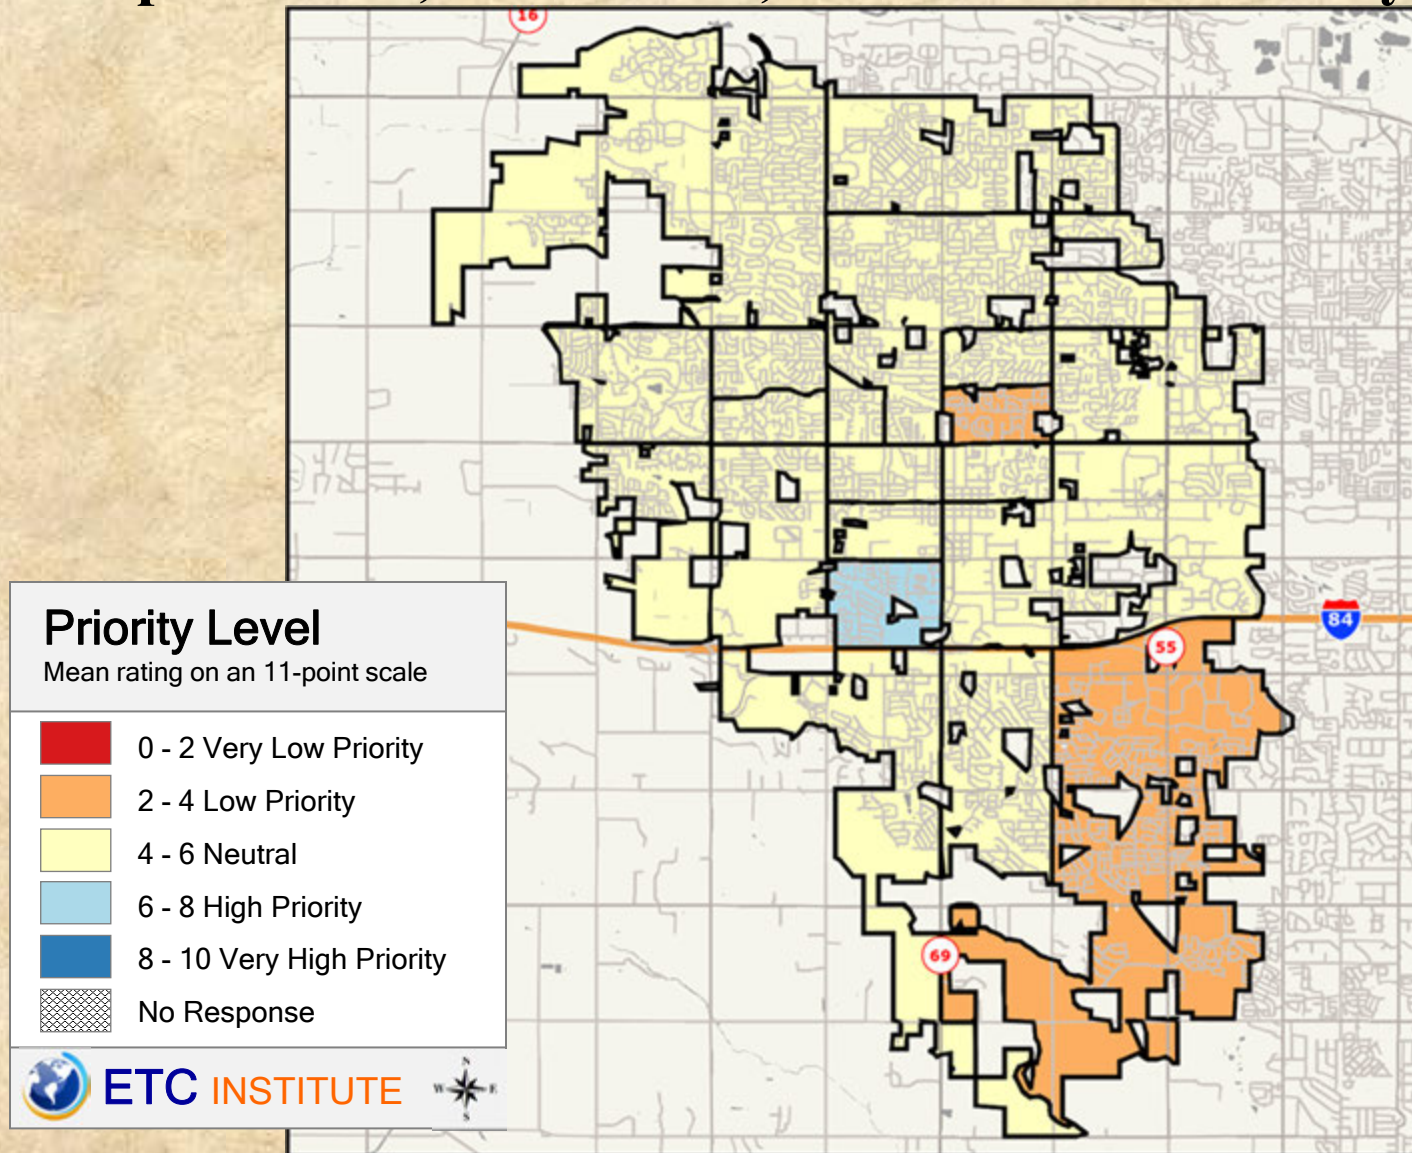 16
84
55
69
Priority Level
Mean rating on an 11-point scale
0 - 2 Very Low Priority
2 - 4 Low Priority
4 - 6 Neutral
6 - 8 High Priority
8 - 10 Very High Priority
No Response
ETC INSTITUTE
N
W E
S